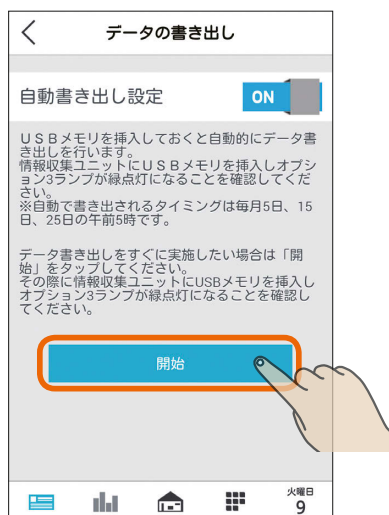 データの書き出し
自動書き出し設定
ON
ＵＳＢメモリを挿入しておくと自動的にデータ書
き出しを行います。
情報収集ユニットにＵＳＢメモリを挿入しオプシ
ョン3ランプが緑点灯になることを確認してくだ
さい。
※自動で書き出されるタイミングは毎月5日、15
日、25日の午前5時です。
データ書き出しをすぐに実施したい場合は「開
始」をタップしてください。
その際に情報収集ユニットにUSBメモリを挿入し
オプション3ランプが緑点灯になることを確認し
てください。
開始
火曜日
9